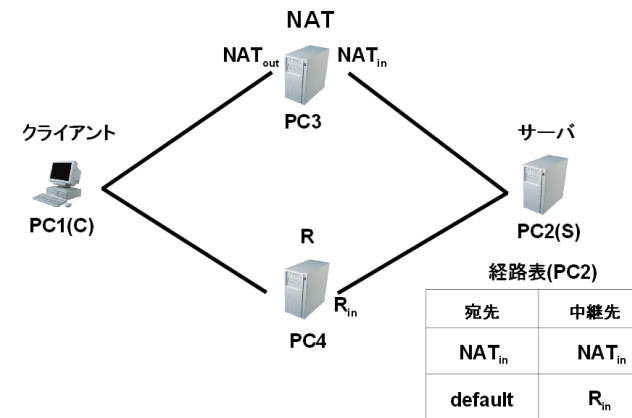 NAT
NATout NATin
PC3
クライアント
サーバ
PC1(C)
PC2(S)
R
Rin
PC4
経路表(PC2)
宛先 中継先
NATin NATin
default Rin